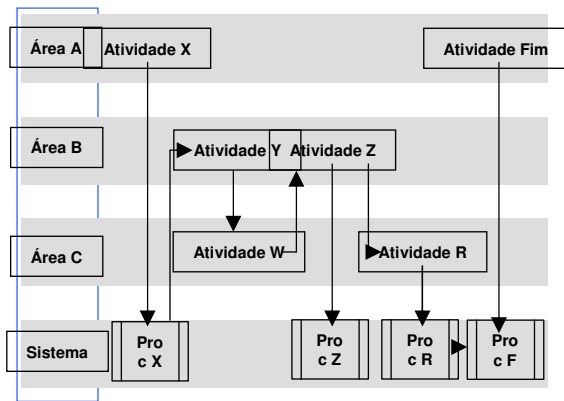 Área A
Atividade X
Atividade Fim
Área B
Atividade Y
Atividade Z
Área C
Atividade W
Atividade R
Sistema
Pro
c X
Pro
c Z
Pro
c R
Pro
c F